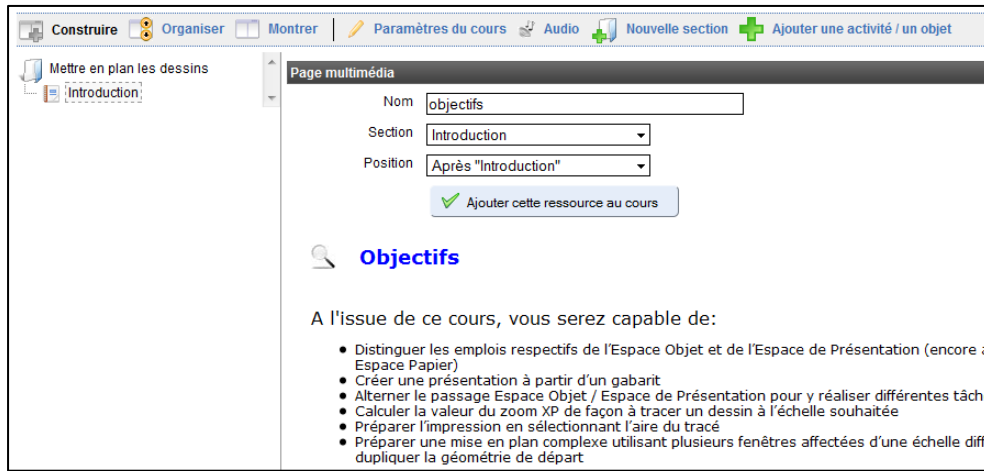 Construire Organiser Montrer Paramètres du cours Audio Nouvelle section Ajouter une activité / un objet
Mettre en plan les dessins
Introduction
Page multimédia
Nom objectifs
Section Introduction
Position Après "Introduction"
Ajouter cette ressource au cours
Objectifs
A l'issue de ce cours, vous serez capable de:
• Distinguer les emplois respectifs de l'Espace Objet et de l'Espace de Présentation (encore
Espace Papier)
• Créer une présentation à partir d'un gabarit
• Alterner le passage Espace Objet / Espace de Présentation pour y réaliser différentes tâch
• Calculer la valeur du zoom XP de façon à tracer un dessin à l'échelle souhaitée
• Préparer l'impression en sélectionnant l'aire du tracé
• Préparer une mise en plan complexe utilisant plusieurs fenêtres affectées d'une échelle diff
dupliquer la géométrie de départ